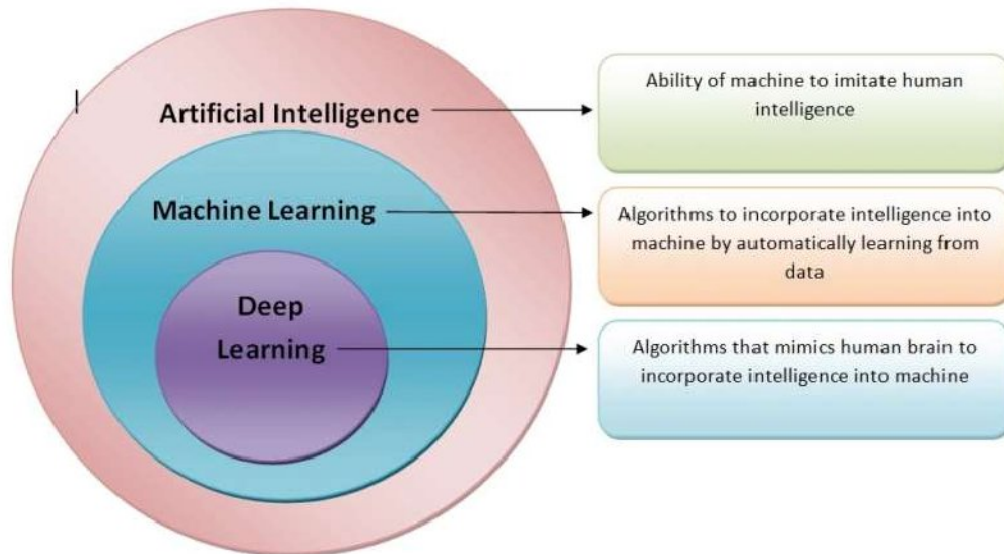 Artificial Intelligence
Ability of machine to imitate human
intelligence
Machine Learning
Algorithms to incorporate intelligence into
machine by automatically learning from
data
Deep
Learning
Algorithms that mimics human brain to
incorporate intelligence into machine